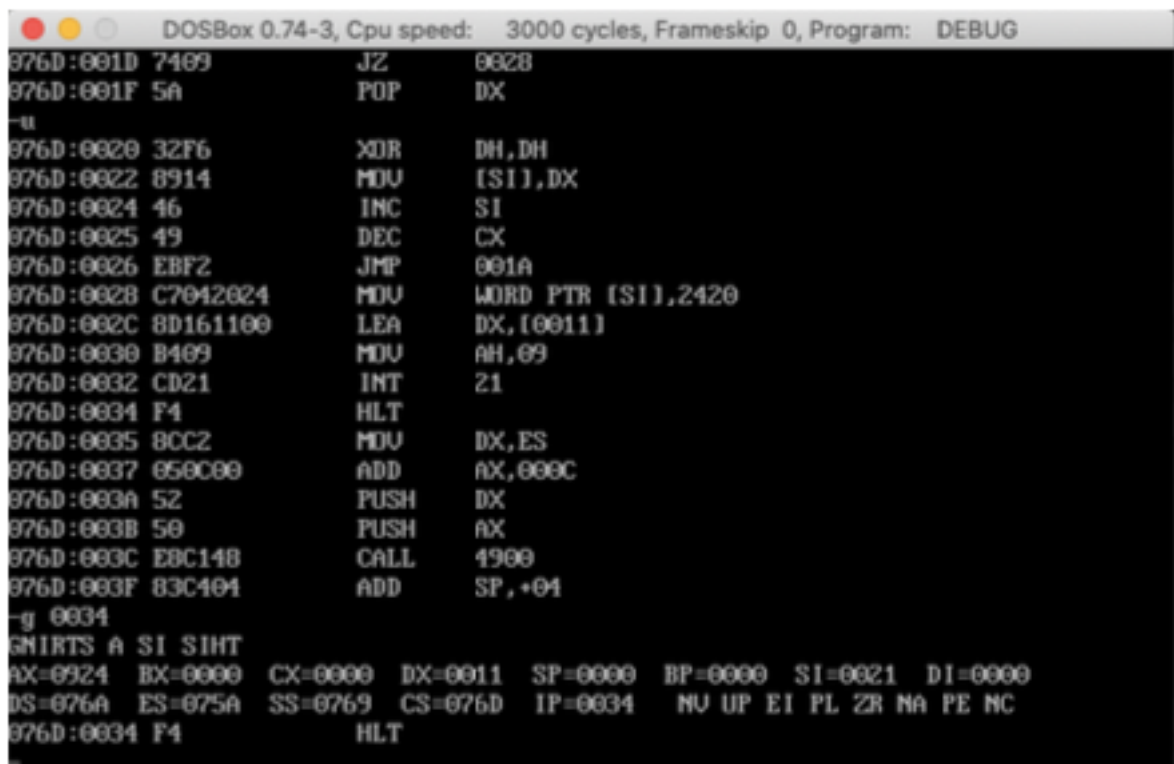 DOSBox 0.74-3, Cpu speed: 3000 cycles, Frameskip 0, Program: DEBUG
076D:001D 7409 JZ 0028
076D:001F 5A POP DX
-u
076D:0020 32F6 XOR DH,DH
076D:0022 8914 MOV [SI],DX
076D:0024 46 INC SI
076D:0025 49 DEC CX
076D:0026 EBF2 JMP 001A
076D:0028 C7042024 MOV WORD PTR [SI],2420
076D:002C 8D161100 LEA DX,[0011]
076D:0030 B409 MOV AH,09
076D:0032 CD21 INT 21
076D:0034 F4 HLT
076D:0035 8CC2 MOV DX,ES
076D:0037 050C00 ADD AX,000C
076D:003A 52 PUSH DX
076D:003B 50 PUSH AX
076D:003C E8C148 CALL 4900
076D:003F 83C404 ADD SP,+04
-g 0034
GNIRTS A SI SIHT
AX=0924 BX=0000 CX=0000 DX=0011 SP=0000 BP=0000 SI=0021 DI=0000
DS=076A ES=075A SS=0769 CS=076D IP=0034 NV UP EI PL ZR NA PE NC
076D:0034 F4 HLT